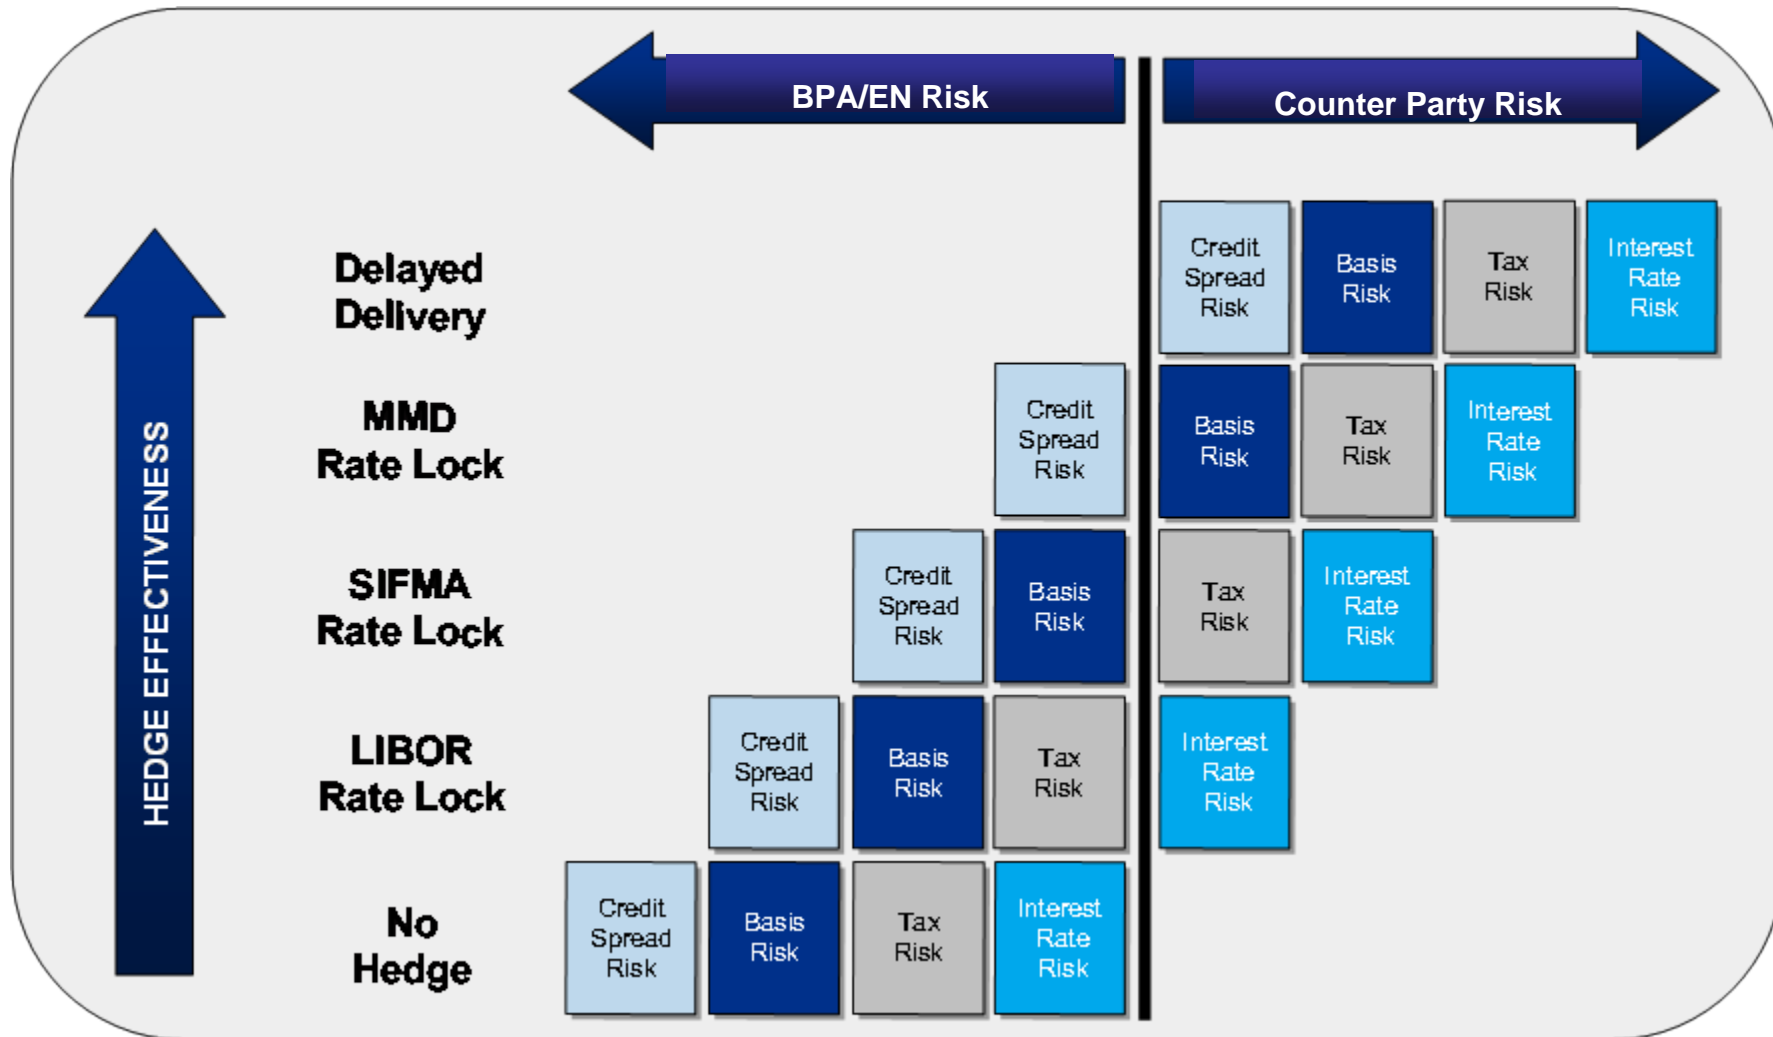 BPA/EN Risk
Counter Party Risk
HEDGE EFFECTIVENESS
Delayed
Delivery
Credit
Spread
Risk
Basis
Risk
Tax
Risk
Interest
Rate
Risk
MMD
Rate Lock
Credit
Spread
Risk
Basis
Risk
Tax
Risk
Interest
Rate
Risk
SIFMA
Rate Lock
Credit
Spread
Risk
Basis
Risk
Tax
Risk
Interest
Rate
Risk
LIBOR
Rate Lock
Credit
Spread
Risk
Basis
Risk
Tax
Risk
Interest
Rate
Risk
No
Hedge
Credit
Spread
Risk
Basis
Risk
Tax
Risk
Interest
Rate
Risk